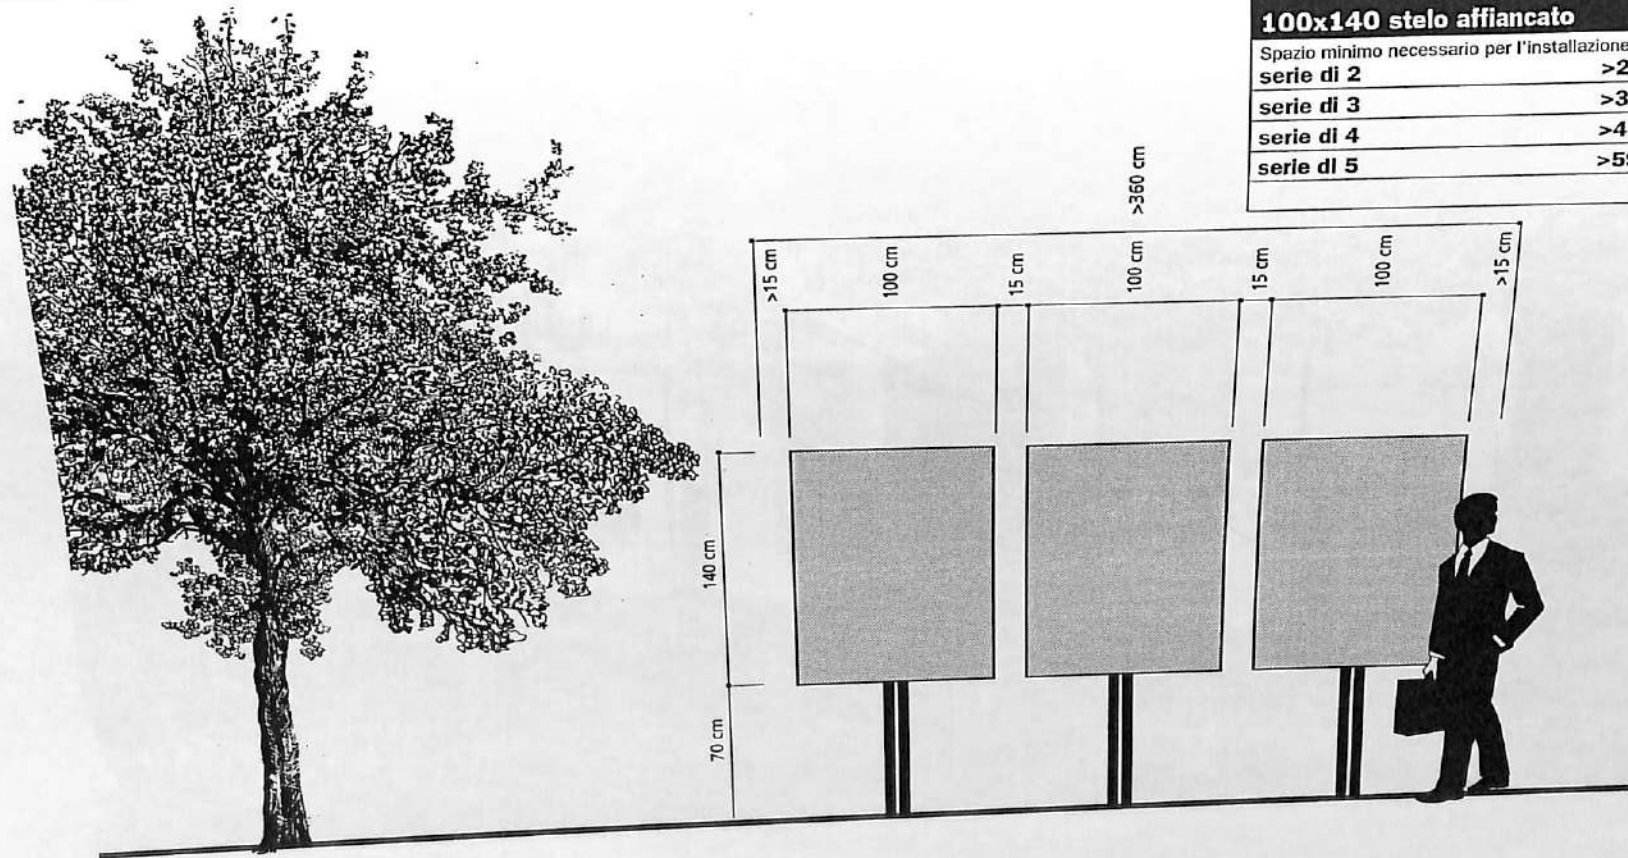 100x140 stelo affiancato
Spazio minimo necessario per l'installazione
serie di 2
serie di 3
serie di 4
serie di 5
>360 cm
>15 cm 100 cm 15 cm 100 cm 15 cm 100 cm >15 cm
140 cm
70 cm